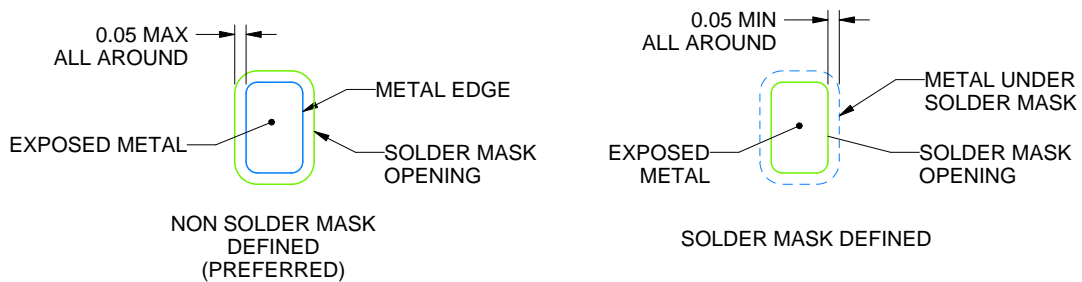 0.05 MAX
ALL AROUND
METAL EDGE
EXPOSED METAL
SOLDER MASK
OPENING
NON SOLDER MASK
DEFINED
(PREFERRED)
0.05 MIN
ALL AROUND
METAL UNDER
SOLDER MASK
EXPOSED
METAL
SOLDER MASK
OPENING
SOLDER MASK DEFINED